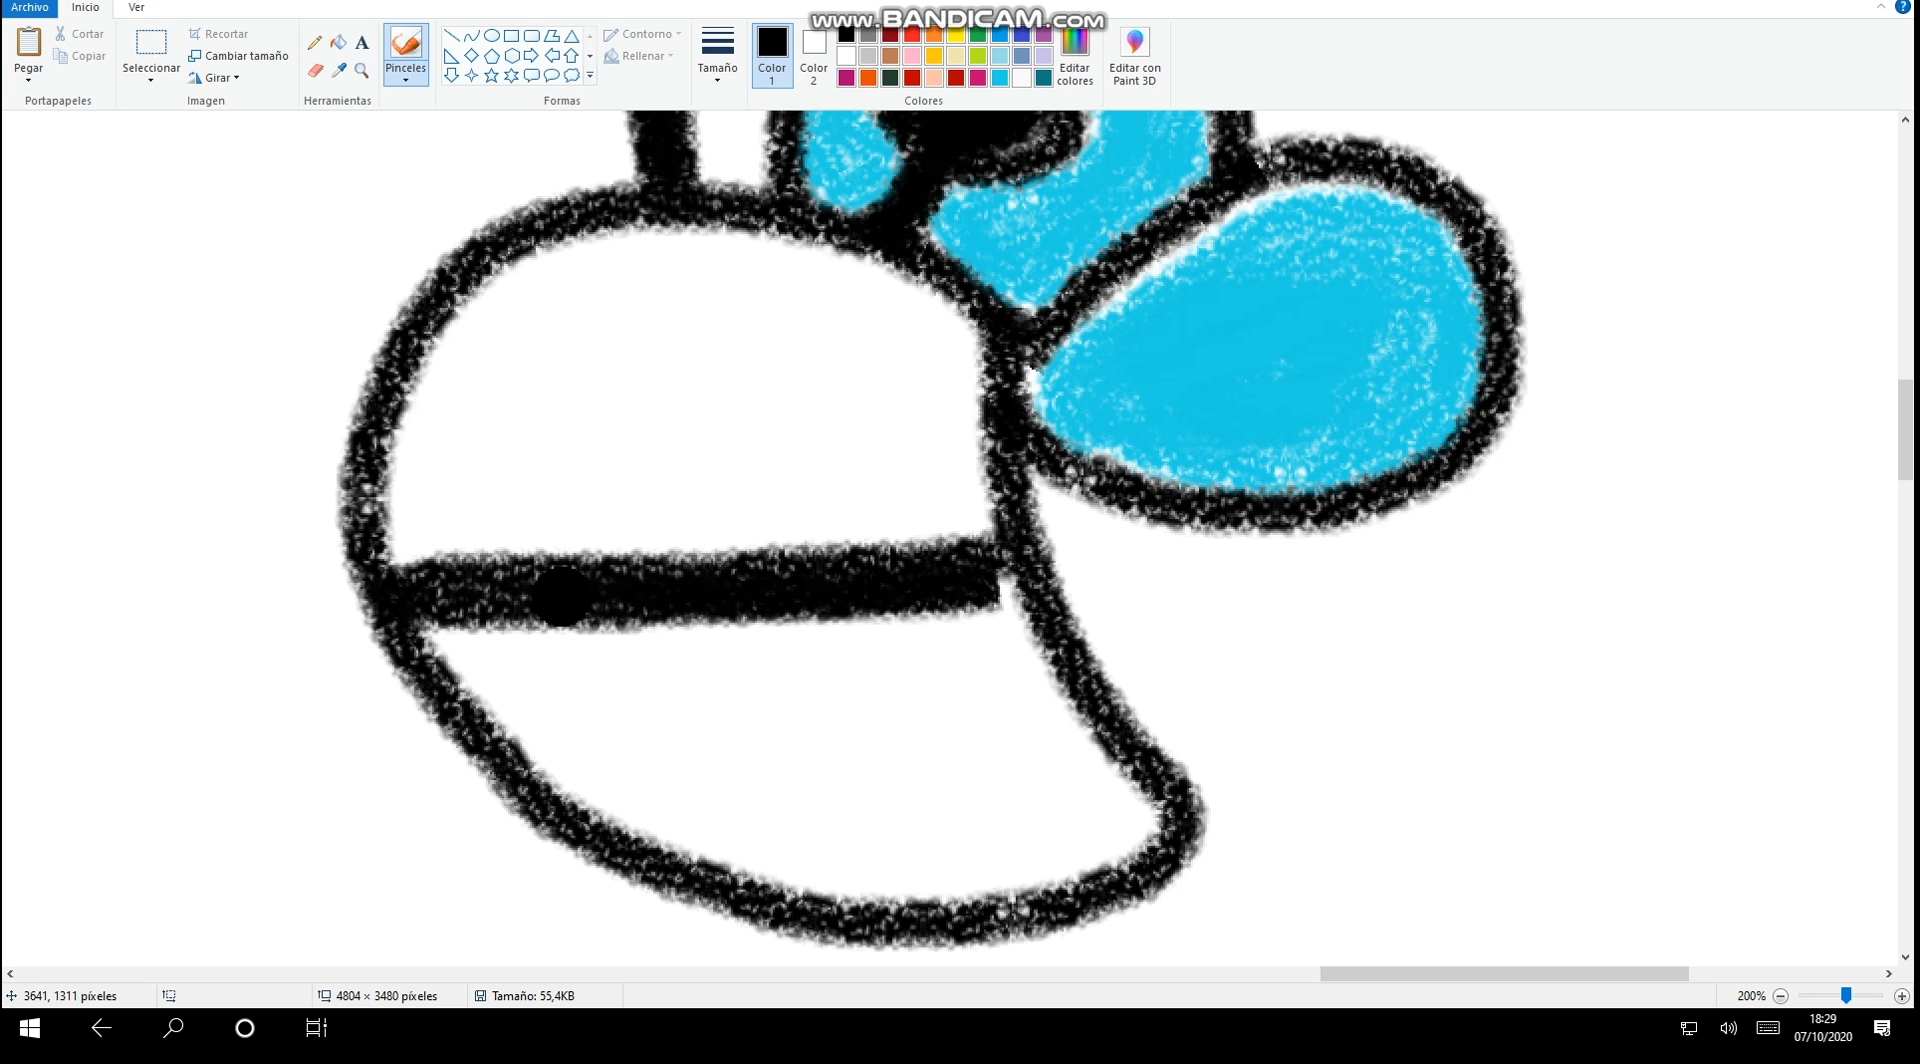 www.BANDICAM.com
Archivo Inicio Ver
Pegar
Cortar
Copiar
Portapapeles
Seleccionar
Recortar
Cambiar tamaño
Girar
Imagen
A
Herramientas
Pinceles
Formas
Contorno
Rellenar
Tamaño
Color 1
Color 2
Colores
Editar colores
Editar con Paint 3D
3641, 1311 píxeles
4804 × 3480 píxeles
Tamaño: 55,4KB
200%
18:29
07/10/2020